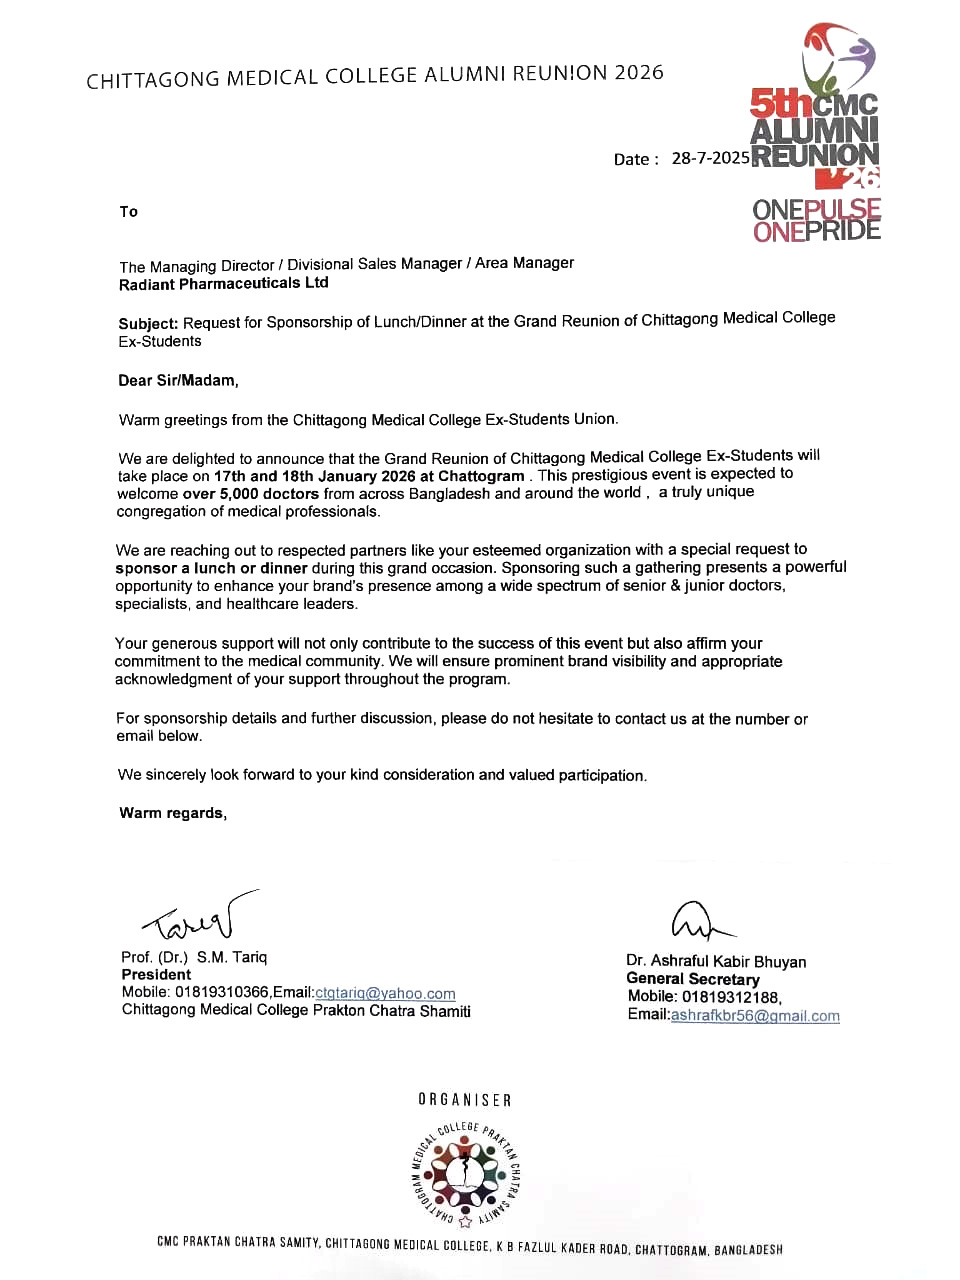 CHITTAGONG MEDICAL COLLEGE ALUMNI REUNION 2026
5thCMC
ALUMNI
REUNION
'26
ONEPULSE
ONEPRIDE
Date : 28-7-2025
To
The Managing Director / Divisional Sales Manager / Area Manager
Radiant Pharmaceuticals Ltd
Subject: Request for Sponsorship of Lunch/Dinner at the Grand Reunion of Chittagong Medical College
Ex-Students
Dear Sir/Madam,
Warm greetings from the Chittagong Medical College Ex-Students Union.
We are delighted to announce that the Grand Reunion of Chittagong Medical College Ex-Students will
take place on 17th and 18th January 2026 at Chattogram . This prestigious event is expected to
welcome over 5,000 doctors from across Bangladesh and around the world , a truly unique
congregation of medical professionals.
We are reaching out to respected partners like your esteemed organization with a special request to
sponsor a lunch or dinner during this grand occasion. Sponsoring such a gathering presents a powerful
opportunity to enhance your brand's presence among a wide spectrum of senior & junior doctors,
specialists, and healthcare leaders.
Your generous support will not only contribute to the success of this event but also affirm your
commitment to the medical community. We will ensure prominent brand visibility and appropriate
acknowledgment of your support throughout the program.
For sponsorship details and further discussion, please do not hesitate to contact us at the number or
email below.
We sincerely look forward to your kind consideration and valued participation.
Warm regards,
Tariq
Prof. (Dr.) S.M. Tariq
President
Mobile: 01819310366,Email:ctgtariq@yahoo.com
Chittagong Medical College Prakton Chatra Shamiti
Dr. Ashraful Kabir Bhuyan
General Secretary
Mobile: 01819312188,
Email:ashrafkbr56@gmail.com
ORGANISER
CHATTOGRAM MEDICAL COLLEGE PRAKTAN CHATRA SAMITY
CMC PRAKTAN CHATRA SAMITY, CHITTAGONG MEDICAL COLLEGE, K B FAZLUL KADER ROAD, CHATTOGRAM, BANGLADESH